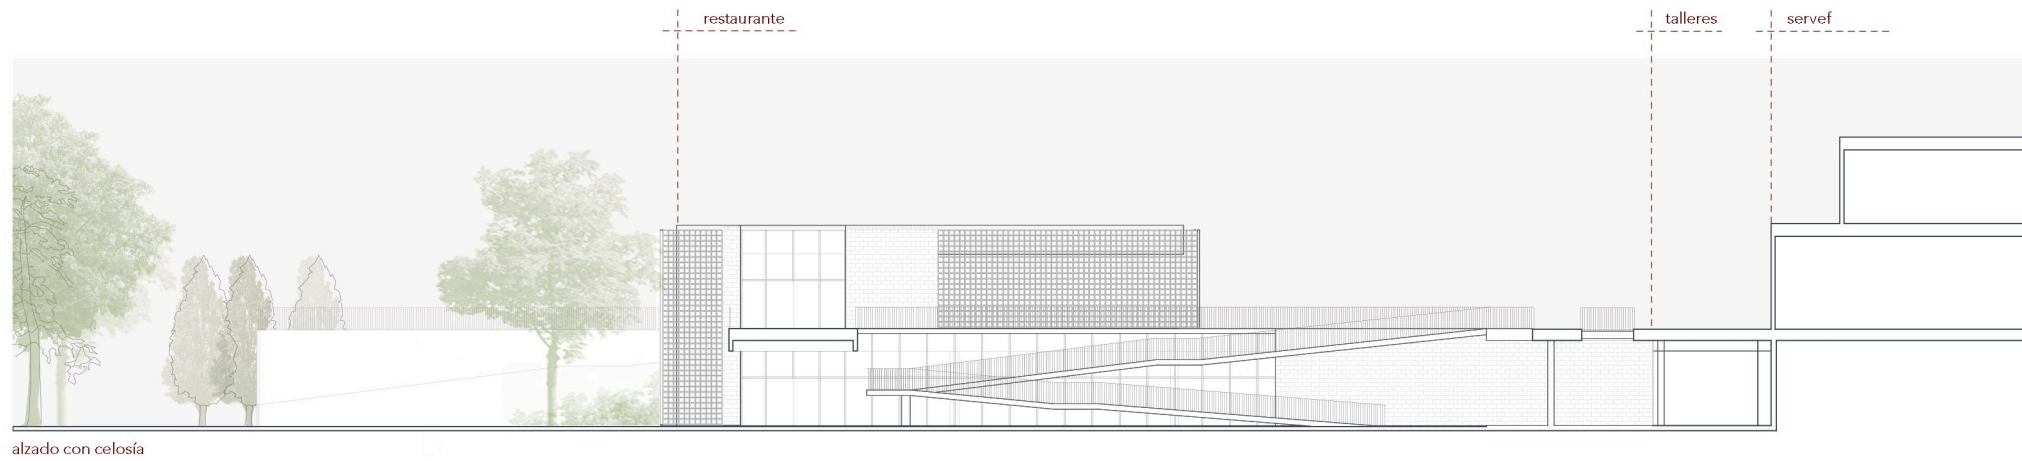 restaurante
talleres
servef
alzado con celosía